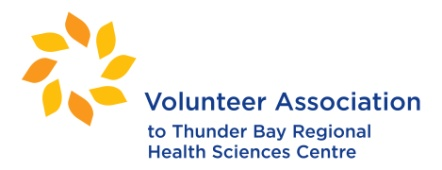 Volunteer Association
to Thunder Bay Regional
Health Sciences Centre